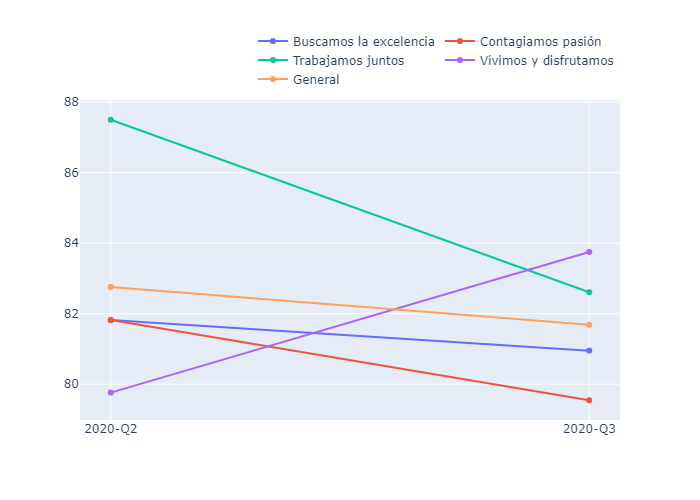 Buscamos la excelencia Contagiamos pasión
Trabajamos juntos Vivimos y disfrutamos
General
88
86
84
82
80
2020-Q2 2020-Q3